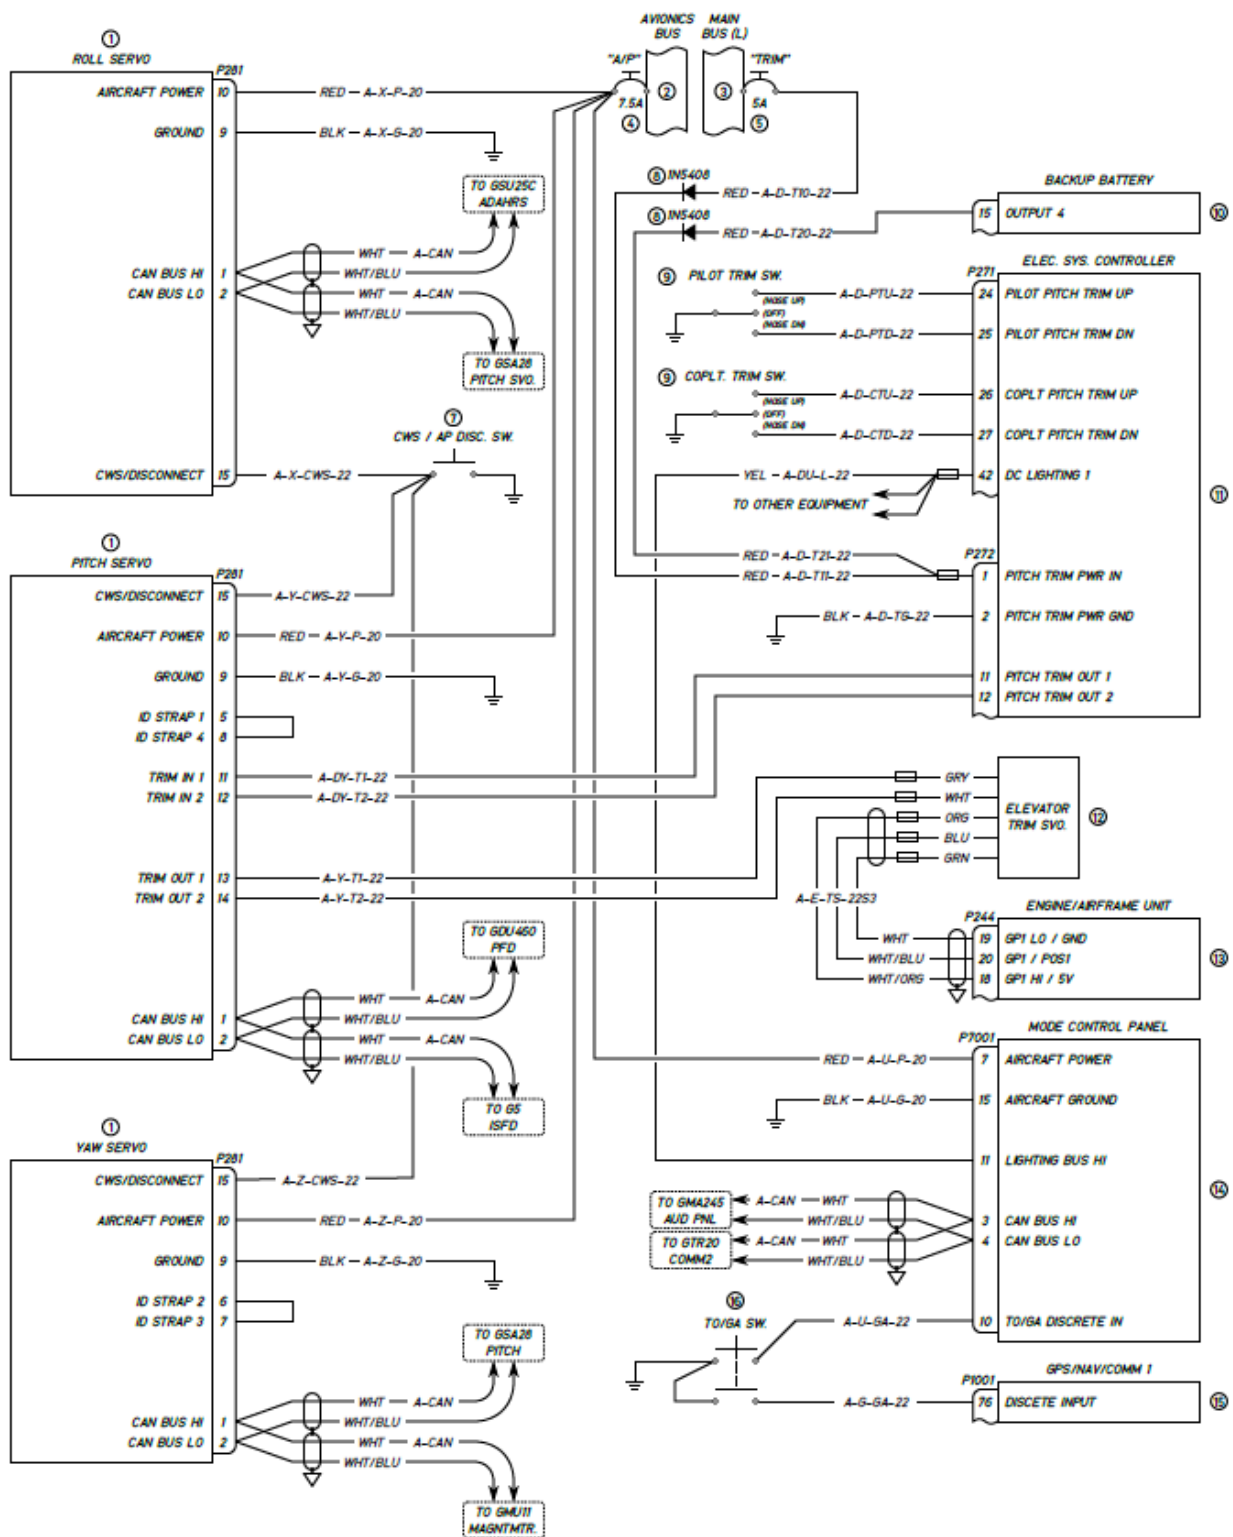 AVIONICS BUS
MAIN BUS (L)
"A/P"
"TRIM"
7.5A
5A
2
3
4
5
1
ROLL SERVO
P281
AIRCRAFT POWER 10 RED - A-X-P-20
GROUND 9 BLK - A-X-G-20
TO GSU25C
ADAHRS
WHT - A-CAN
WHT/BLU
CAN BUS HI 1
CAN BUS LO 2
WHT - A-CAN
WHT/BLU
TO GSA28
PITCH SVO.
7
CWS / AP DISC. SW.
CWS/DISCONNECT 15 A-X-CWS-22
1
PITCH SERVO
P281
CWS/DISCONNECT 15 A-Y-CWS-22
AIRCRAFT POWER 10 RED - A-Y-P-20
GROUND 9 BLK - A-Y-G-20
ID STRAP 1 5
ID STRAP 4 8
TRIM IN 1 11 A-DY-T1-22
TRIM IN 2 12 A-DY-T2-22
TRIM OUT 1 13 A-Y-T1-22
TRIM OUT 2 14 A-Y-T2-22
TO GDU460
PFD
WHT - A-CAN
WHT/BLU
CAN BUS HI 1
CAN BUS LO 2
WHT - A-CAN
WHT/BLU
TO G5
ISFD
1
YAW SERVO
P281
CWS/DISCONNECT 15 A-Z-CWS-22
AIRCRAFT POWER 10 RED - A-Z-P-20
GROUND 9 BLK - A-Z-G-20
ID STRAP 2 6
ID STRAP 3 7
TO GSA28
PITCH
WHT - A-CAN
WHT/BLU
CAN BUS HI 1
CAN BUS LO 2
WHT - A-CAN
WHT/BLU
TO GMU11
MAGNTMTR.
8 1N5408
RED - A-D-T10-22
8 1N5408
RED - A-D-T20-22
BACKUP BATTERY
15 OUTPUT 4
10
ELEC. SYS. CONTROLLER
P271
9 PILOT TRIM SW.
(NOSE UP)
(OFF)
(NOSE DN)
A-D-PTU-22 24 PILOT PITCH TRIM UP
A-D-PTD-22 25 PILOT PITCH TRIM DN
9 COPLT. TRIM SW.
(NOSE UP)
(OFF)
(NOSE DN)
A-D-CTU-22 26 COPLT PITCH TRIM UP
A-D-CTD-22 27 COPLT PITCH TRIM DN
YEL - A-DU-L-22 42 DC LIGHTING 1
TO OTHER EQUIPMENT
11
P272
RED - A-D-T21-22
RED - A-D-T11-22 1 PITCH TRIM PWR IN
BLK - A-D-TG-22 2 PITCH TRIM PWR GND
11 PITCH TRIM OUT 1
12 PITCH TRIM OUT 2
GRY
WHT
ORG
BLU
GRN
ELEVATOR
TRIM SVO.
12
A-E-TS-22S3
ENGINE/AIRFRAME UNIT
P244
WHT 19 GP1 LO / GND
WHT/BLU 20 GP1 / POS1
WHT/ORG 18 GP1 HI / 5V
13
MODE CONTROL PANEL
P7001
RED - A-U-P-20 7 AIRCRAFT POWER
BLK - A-U-G-20 15 AIRCRAFT GROUND
11 LIGHTING BUS HI
14
TO GMA245
AUD PNL
A-CAN - WHT
WHT/BLU
3 CAN BUS HI
4 CAN BUS LO
TO GTR20
COMM2
A-CAN - WHT
WHT/BLU
16
TO/GA SW.
A-U-GA-22 10 TO/GA DISCRETE IN
GPS/NAV/COMM 1
P1001
A-G-GA-22 76 DISCETE INPUT
15